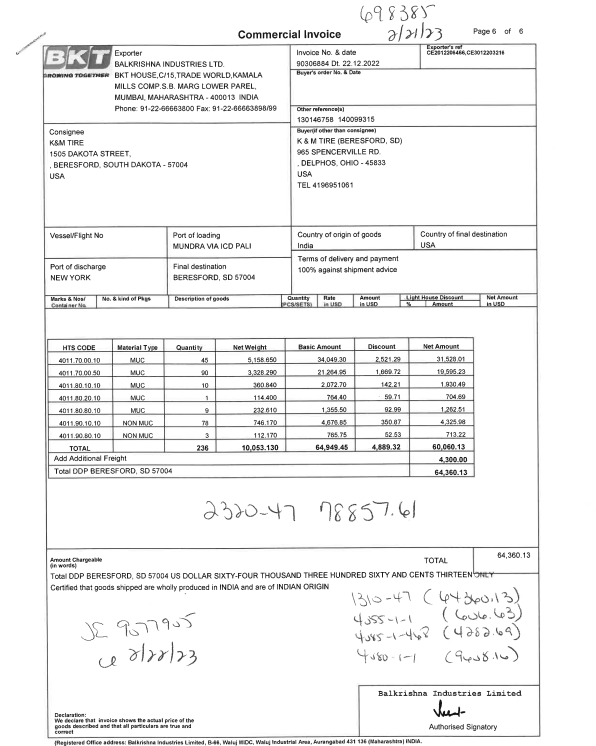 698385
2/21/23
Commercial Invoice
Page 6 of 6
BKT
GROWING TOGETHER
Exporter
BALKRISHNA INDUSTRIES LTD.
BKT HOUSE,C/15,TRADE WORLD,KAMALA
MILLS COMP.S.B. MARG LOWER PAREL,
MUMBAI, MAHARASHTRA - 400013 INDIA
Phone: 91-22-66663800 Fax: 91-22-66663898/99
Invoice No. & date
90306884 Dt. 22.12.2022
Exporter's ref
CE2012206466,CE3012203216
Buyer's order No. & Date
Other reference(s)
130146758 140099315
Consignee
K&M TIRE
1505 DAKOTA STREET,
, BERESFORD, SOUTH DAKOTA - 57004
USA
Buyer(if other than consignee)
K & M TIRE (BERESFORD, SD)
965 SPENCERVILLE RD.
, DELPHOS, OHIO - 45833
USA
TEL 4196951061
Vessel/Flight No
Port of loading
MUNDRA VIA ICD PALI
Country of origin of goods
India
Country of final destination
USA
Port of discharge
NEW YORK
Final destination
BERESFORD, SD 57004
Terms of delivery and payment
100% against shipment advice
Marks & Nos/ Container No. No. & kind of Pkgs Description of goods Quantity (PCS/SETS) Rate in USD Amount in USD Light House Discount % Amount Net Amount in USD
HTS CODE Material Type Quantity Net Weight Basic Amount Discount Net Amount
4011.70.00.10 MUC 45 5,158.650 34,049.30 2,521.29 31,528.01
4011.70.00.50 MUC 90 3,328.290 21,264.95 1,669.72 19,595.23
4011.80.10.10 MUC 10 360.840 2,072.70 142.21 1,930.49
4011.80.20.10 MUC 1 114.400 764.40 59.71 704.69
4011.80.80.10 MUC 9 232.610 1,355.50 92.99 1,262.51
4011.90.10.10 NON MUC 78 746.170 4,676.85 350.87 4,325.98
4011.90.80.10 NON MUC 3 112.170 765.75 52.53 713.22
TOTAL 236 10,053.130 64,949.45 4,889.32 60,060.13
Add Additional Freight 4,300.00
Total DDP BERESFORD, SD 57004 64,360.13
2320-47 78857.61
Amount Chargeable
(in words)
TOTAL 64,360.13
Total DDP BERESFORD, SD 57004 US DOLLAR SIXTY-FOUR THOUSAND THREE HUNDRED SIXTY AND CENTS THIRTEEN ONLY
Certified that goods shipped are wholly produced in INDIA and are of INDIAN ORIGIN
1310-47 (64360.13)
4055-1-1 (606.63)
4085-1-468 (4282.69)
4080-1-1 (9608.16)
JE 9077905
2/22/23
Balkrishna Industries Limited
Authorised Signatory
Declaration:
We declare that invoice shows the actual price of the
goods described and that all particulars are true and
correct
(Registered Office address: Balkrishna Industries Limited, B-66, Waluj MIDC, Waluj Industrial Area, Aurangabad 431 136 (Maharashtra) INDIA.